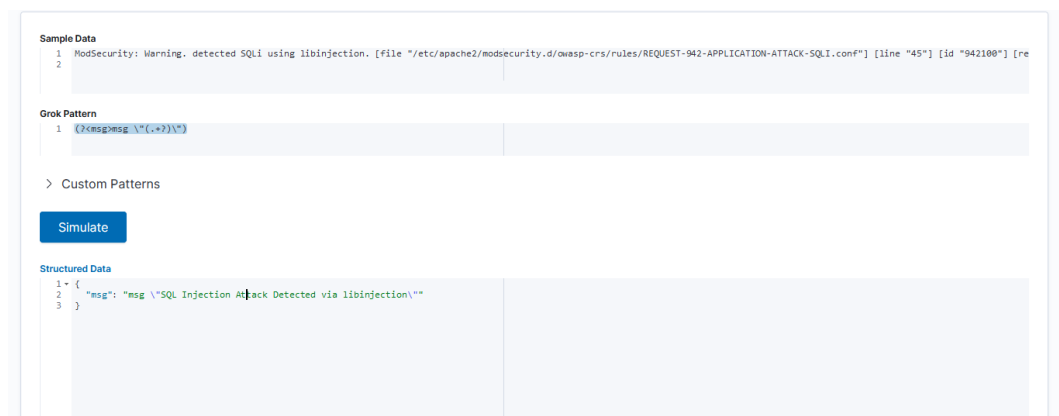 Sample Data
1 ModSecurity: Warning. detected SQLi using libinjection. [file "/etc/apache2/modsecurity.d/owasp-crs/rules/REQUEST-942-APPLICATION-ATTACK-SQLI.conf"] [line "45"] [id "942100"] [re
2
Grok Pattern
1 (?<msg>msg \"(.+?)\")
> Custom Patterns
Simulate
Structured Data
1 {
2 "msg": "msg \"SQL Injection Attack Detected via libinjection\""
3 }